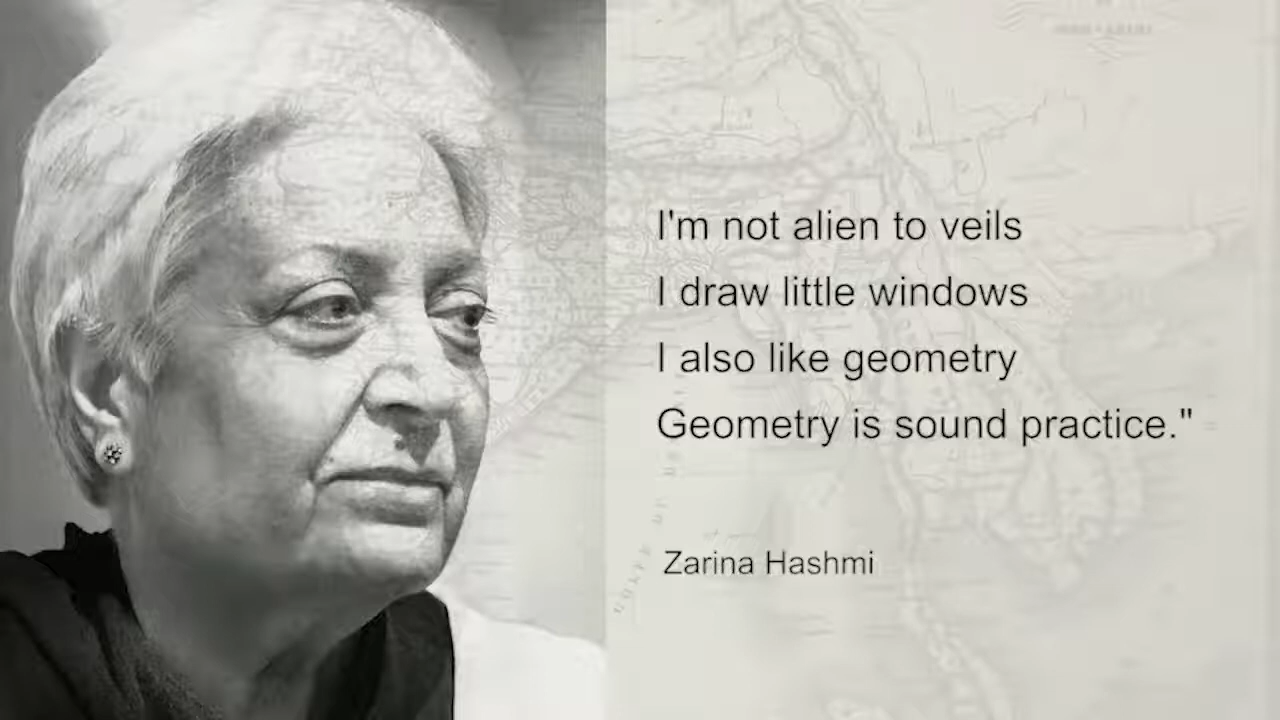 I'm not alien to veils
I draw little windows
I also like geometry
Geometry is sound practice."
Zarina Hashmi